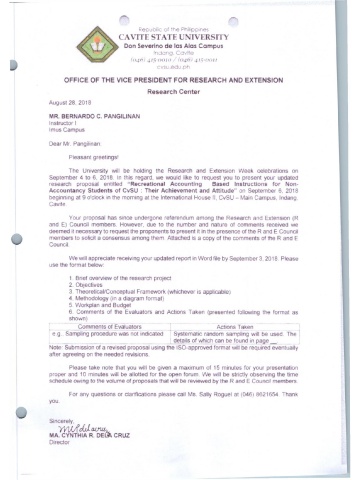 Republic of the Philippines
CAVITE STATE UNIVERSITY
Don Severino de las Alas Campus
Indang, Cavite
cvsu.edu.ph
OFFICE OF THE VICE PRESIDENT FOR RESEARCH AND EXTENSION
Research Center
August 28, 2018
MR. BERNARDO C. PANGILINAN
Instructor I
Imus Campus
Dear Mr. Pangilinan:
Pleasant greetings!
The University will be holding the Research and Extension Week celebrations on
September 4 to 6, 2018. In this regard, we would like to request you to present your updated
research proposal entitled "Recreational Accounting Based Instructions for Non-
Accountancy Students of CvSU : Their Achievement and Attitude" on September 6, 2018
beginning at 9 o'clock in the morning at the International House II, CvSU – Main Campus, Indang,
Cavite.
Your proposal has since undergone referendum among the Research and Extension (R
and E) Council members. However, due to the number and nature of comments received we
deemed it necessary to request the proponents to present it in the presence of the R and E Council
members to solicit a consensus among them. Attached is a copy of the comments of the R and E
Council.
We will appreciate receiving your updated report in Word file by September 3, 2018. Please
use the format below:
1. Brief overview of the research project
2. Objectives
3. Theoretical/Conceptual Framework (whichever is applicable)
4. Methodology (in a diagram format)
5. Workplan and Budget
6. Comments of the Evaluators and Actions Taken (presented following the format as
shown)
Comments of Evaluators Actions Taken
e.g., Sampling procedure was not indicated Systematic random sampling will be used. The
details of which can be found in page __.
Note: Submission of a revised proposal using the ISO-approved format will be required eventually
after agreeing on the needed revisions.
Please take note that you will be given a maximum of 15 minutes for your presentation
proper and 10 minutes will be allotted for the open forum. We will be strictly observing the time
schedule owing to the volume of proposals that will be reviewed by the R and E Council members.
For any questions or clarifications please call Ms. Sally Roguel at (046) 8621654. Thank
you.
Sincerely,
MA. CYNTHIA R. DELA CRUZ
Director